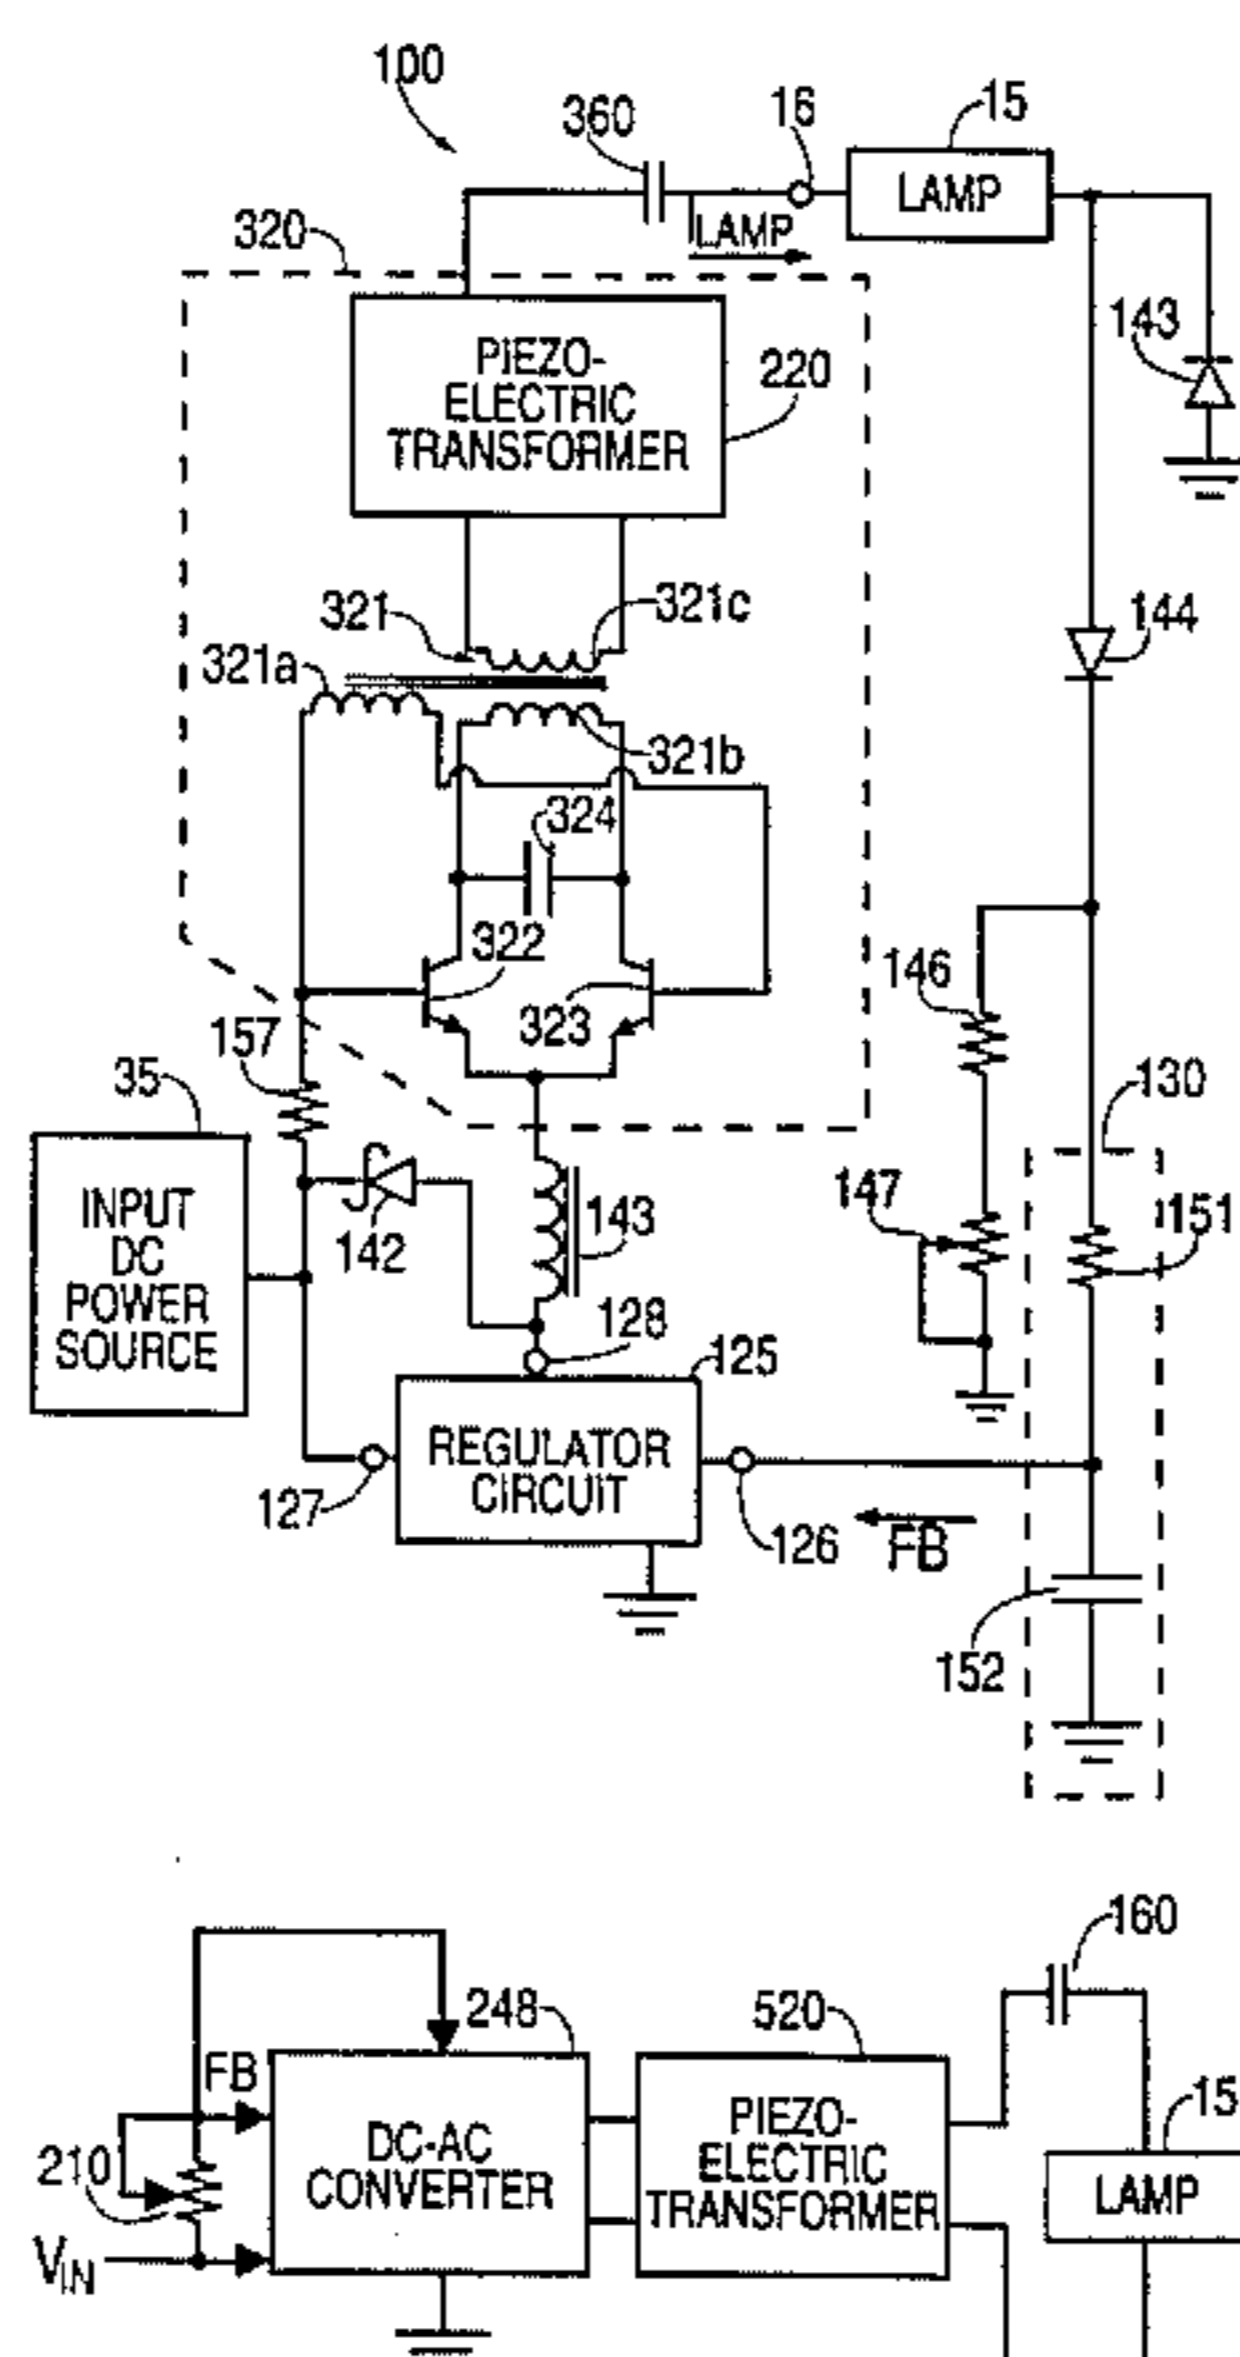 100
360
16
15
LAMP
LAMP
320
143
PIEZO-
ELECTRIC
TRANSFORMER
220
321
321c
144
321a
321b
324
322
323
146
157
35
130
INPUT
DC
POWER
SOURCE
142
143
147
151
128
125
REGULATOR
CIRCUIT
127
126
FB
152
160
248
520
15
FB
DC-AC
CONVERTER
PIEZO-
ELECTRIC
TRANSFORMER
LAMP
210
VIN